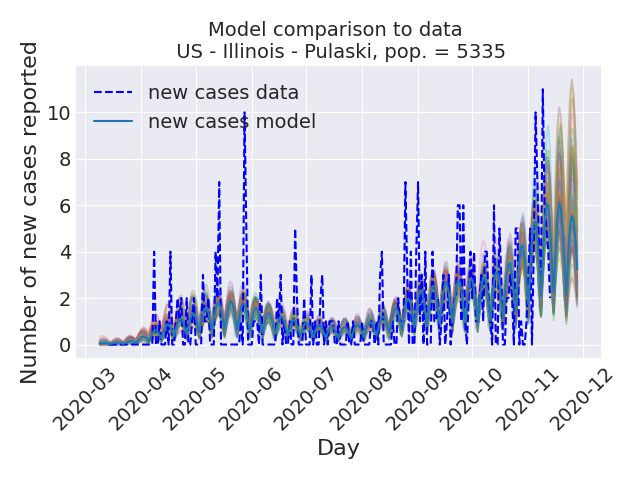 Model comparison to data
US - Illinois - Pulaski, pop. = 5335
Number of new cases reported
10
8
6
4
2
0
new cases data
new cases model
2020-03
2020-04
2020-05
2020-06
2020-07
2020-08
2020-09
2020-10
2020-11
2020-12
Day